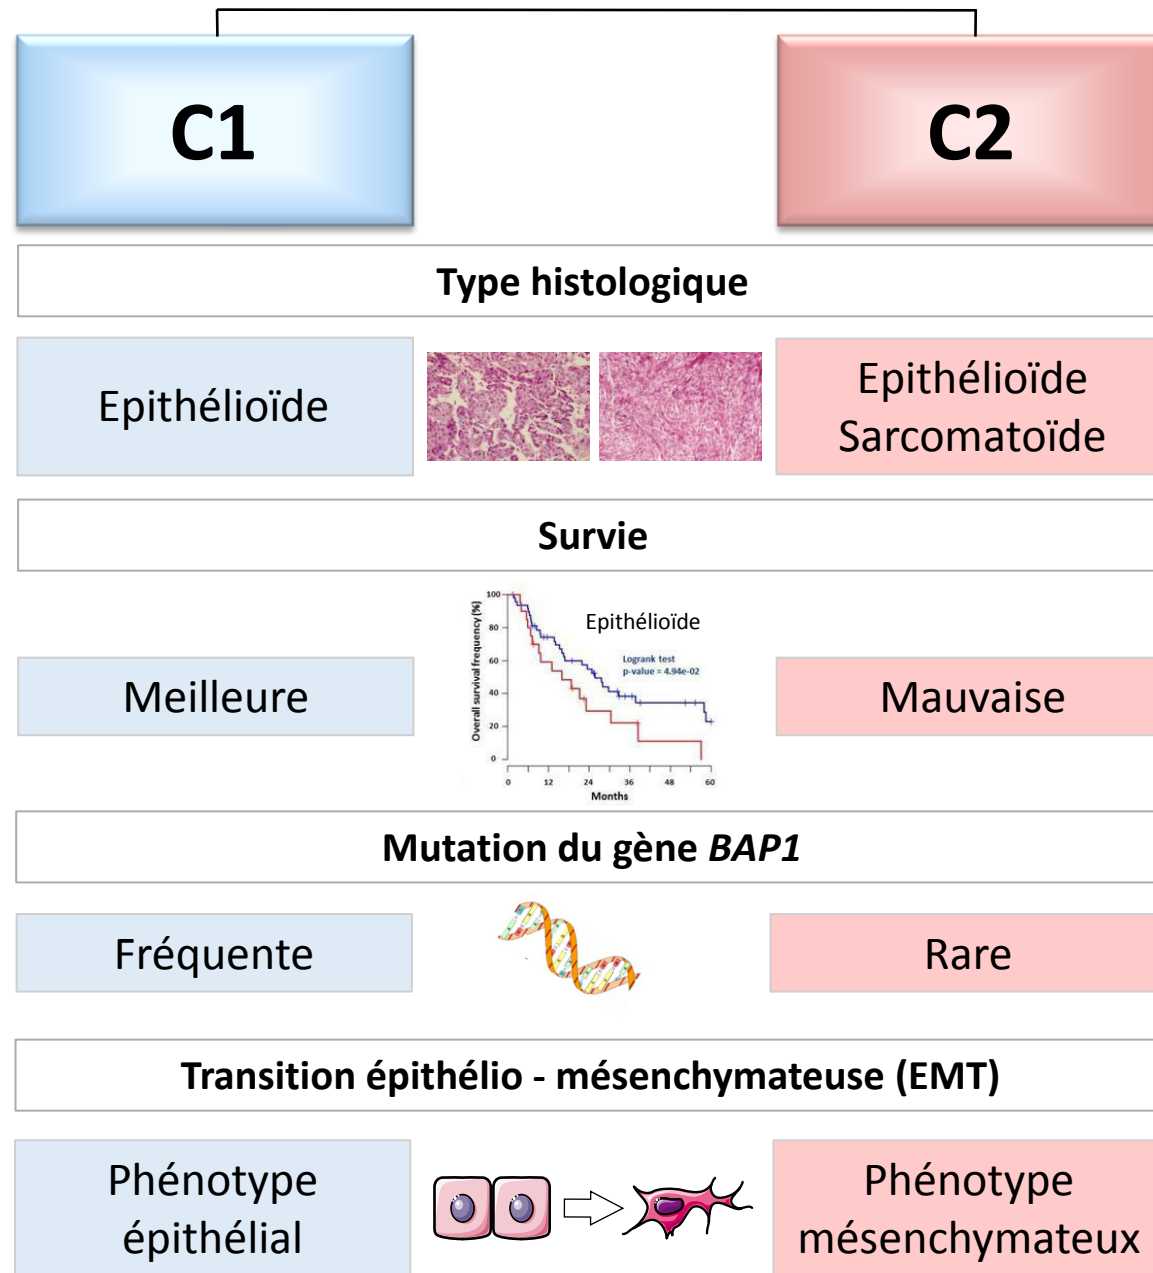 C1
C2
Type histologique
Epithélioïde
Epithélioïde
Sarcomatoïde
Survie
Meilleure
Overall survival frequency (%)
100
80
60
40
20
0
Epithélioïde
Logrank test
p-value = 4.94e-02
0 12 24 36 48 60
Months
Mauvaise
Mutation du gène BAP1
Fréquente
Rare
Transition épithélio - mésenchymateuse (EMT)
Phénotype
épithélial
Phénotype
mésenchymateux